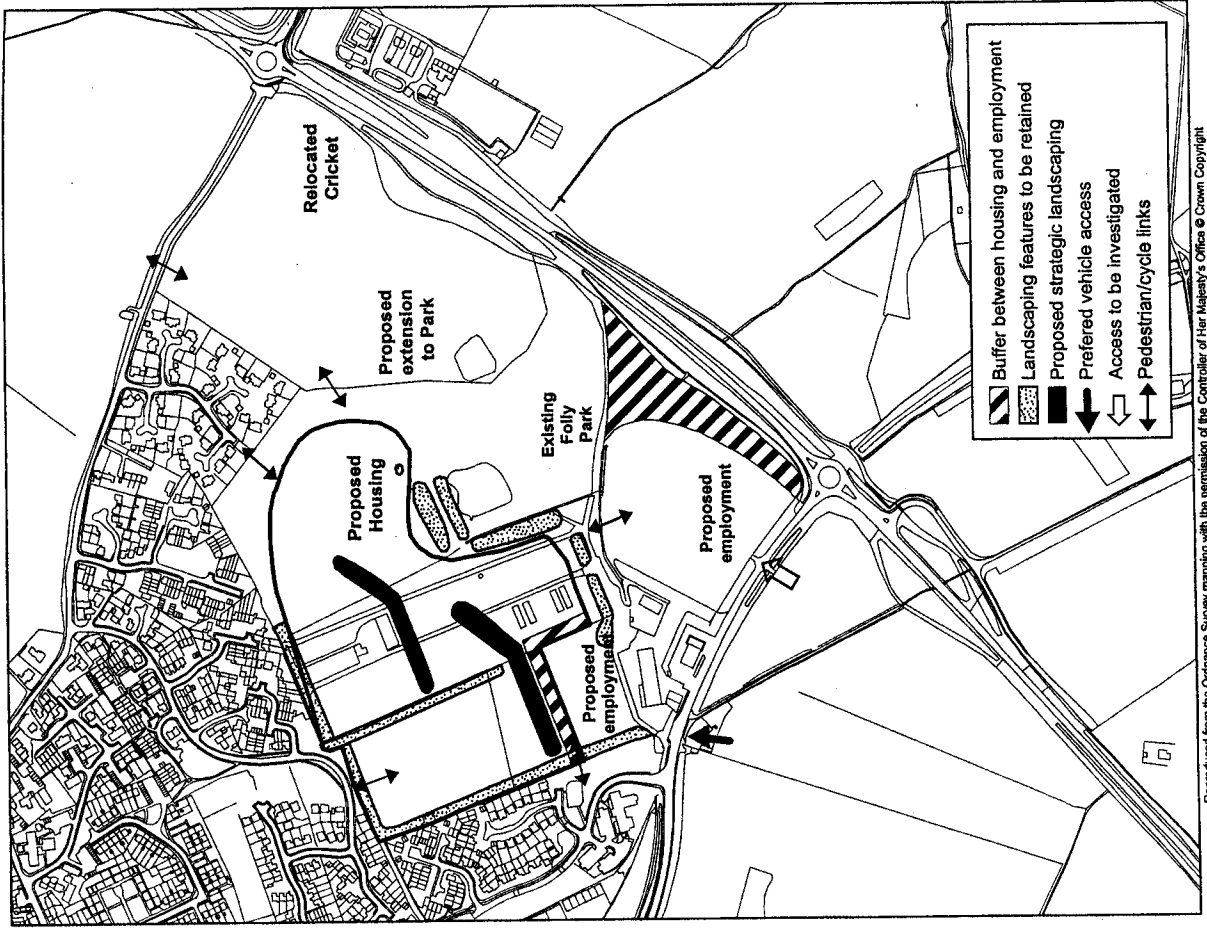 Relocated
Cricket
Proposed
extension
to Park
Existing
Folly
Park
Proposed
Housing
Proposed
employment
Proposed
employment
Buffer between housing and employment
Landscaping features to be retained
Proposed strategic landscaping
Preferred vehicle access
Access to be investigated
Pedestrian/cycle links
Reproduced from the Ordnance Survey mapping with the permission of the Controller of Her Majesty's Office © Crown Copyright